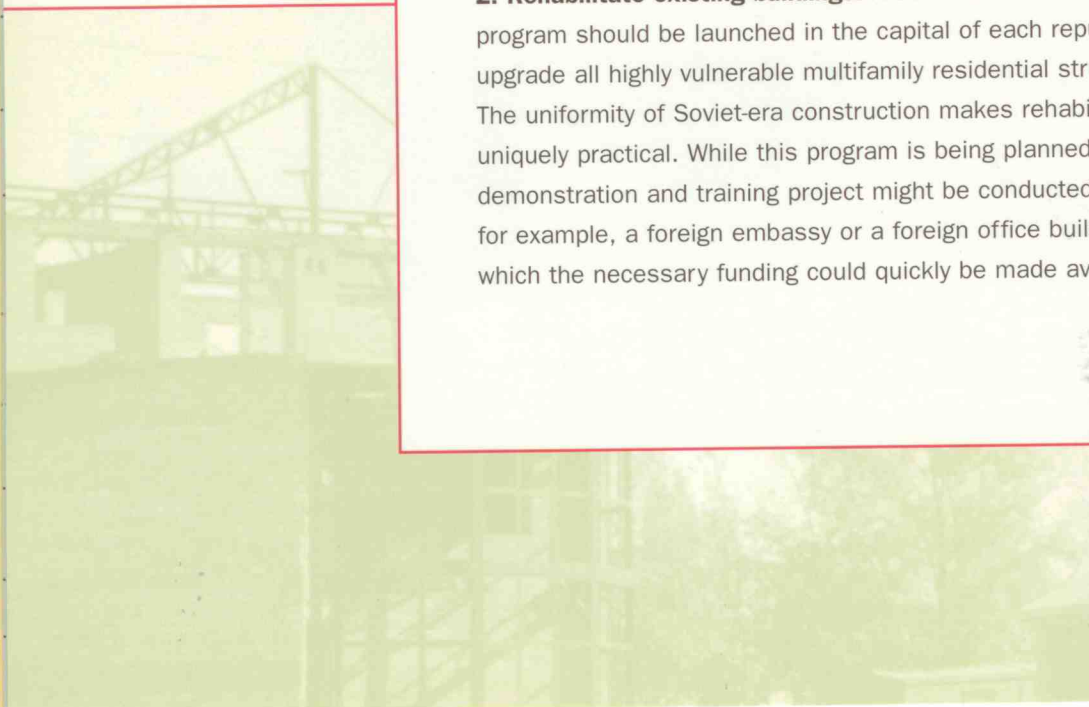 program should be launched in the capital of each rep
upgrade all highly vulnerable multifamily residential str
The uniformity of Soviet-era construction makes rehabi
uniquely practical. While this program is being planned
demonstration and training project might be conducted
for example, a foreign embassy or a foreign office buil
which the necessary funding could quickly be made av